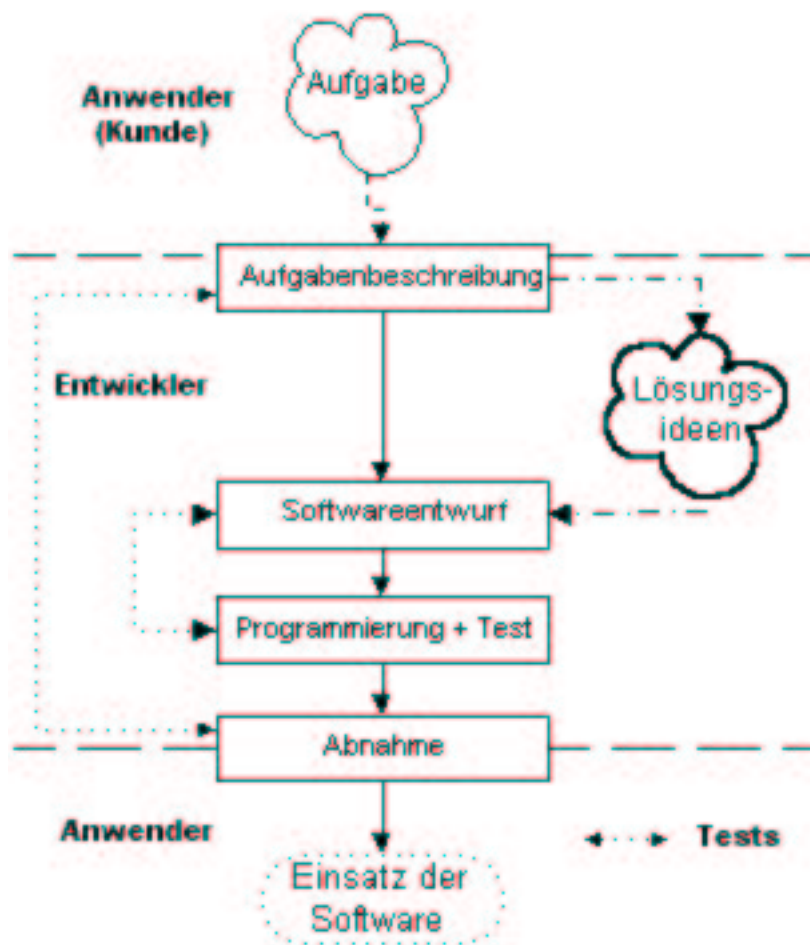 Aufgabe
Anwender
(Kunde)
Aufgabenbeschreibung
Entwickler
Lösungs-
ideen
Softwareentwurf
Programmierung + Test
Abnahme
Anwender
Tests
Einsatz der
Software